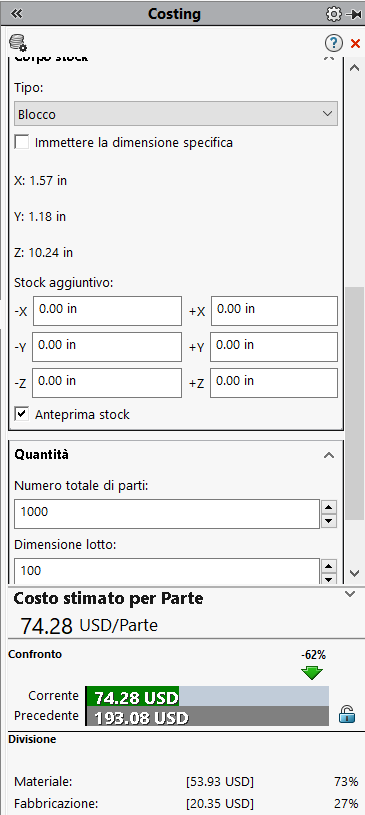 Costing
Corpo stock
Tipo:
Blocco
Immettere la dimensione specifica
X: 1.57 in
Y: 1.18 in
Z: 10.24 in
Stock aggiuntivo:
-X 0.00 in +X 0.00 in
-Y 0.00 in +Y 0.00 in
-Z 0.00 in +Z 0.00 in
Anteprima stock
Quantità
Numero totale di parti:
1000
Dimensione lotto:
100
Costo stimato per Parte
74.28 USD/Parte
Confronto -62%
Corrente 74.28 USD
Precedente 193.08 USD
Divisione
Materiale: [53.93 USD] 73%
Fabbricazione: [20.35 USD] 27%